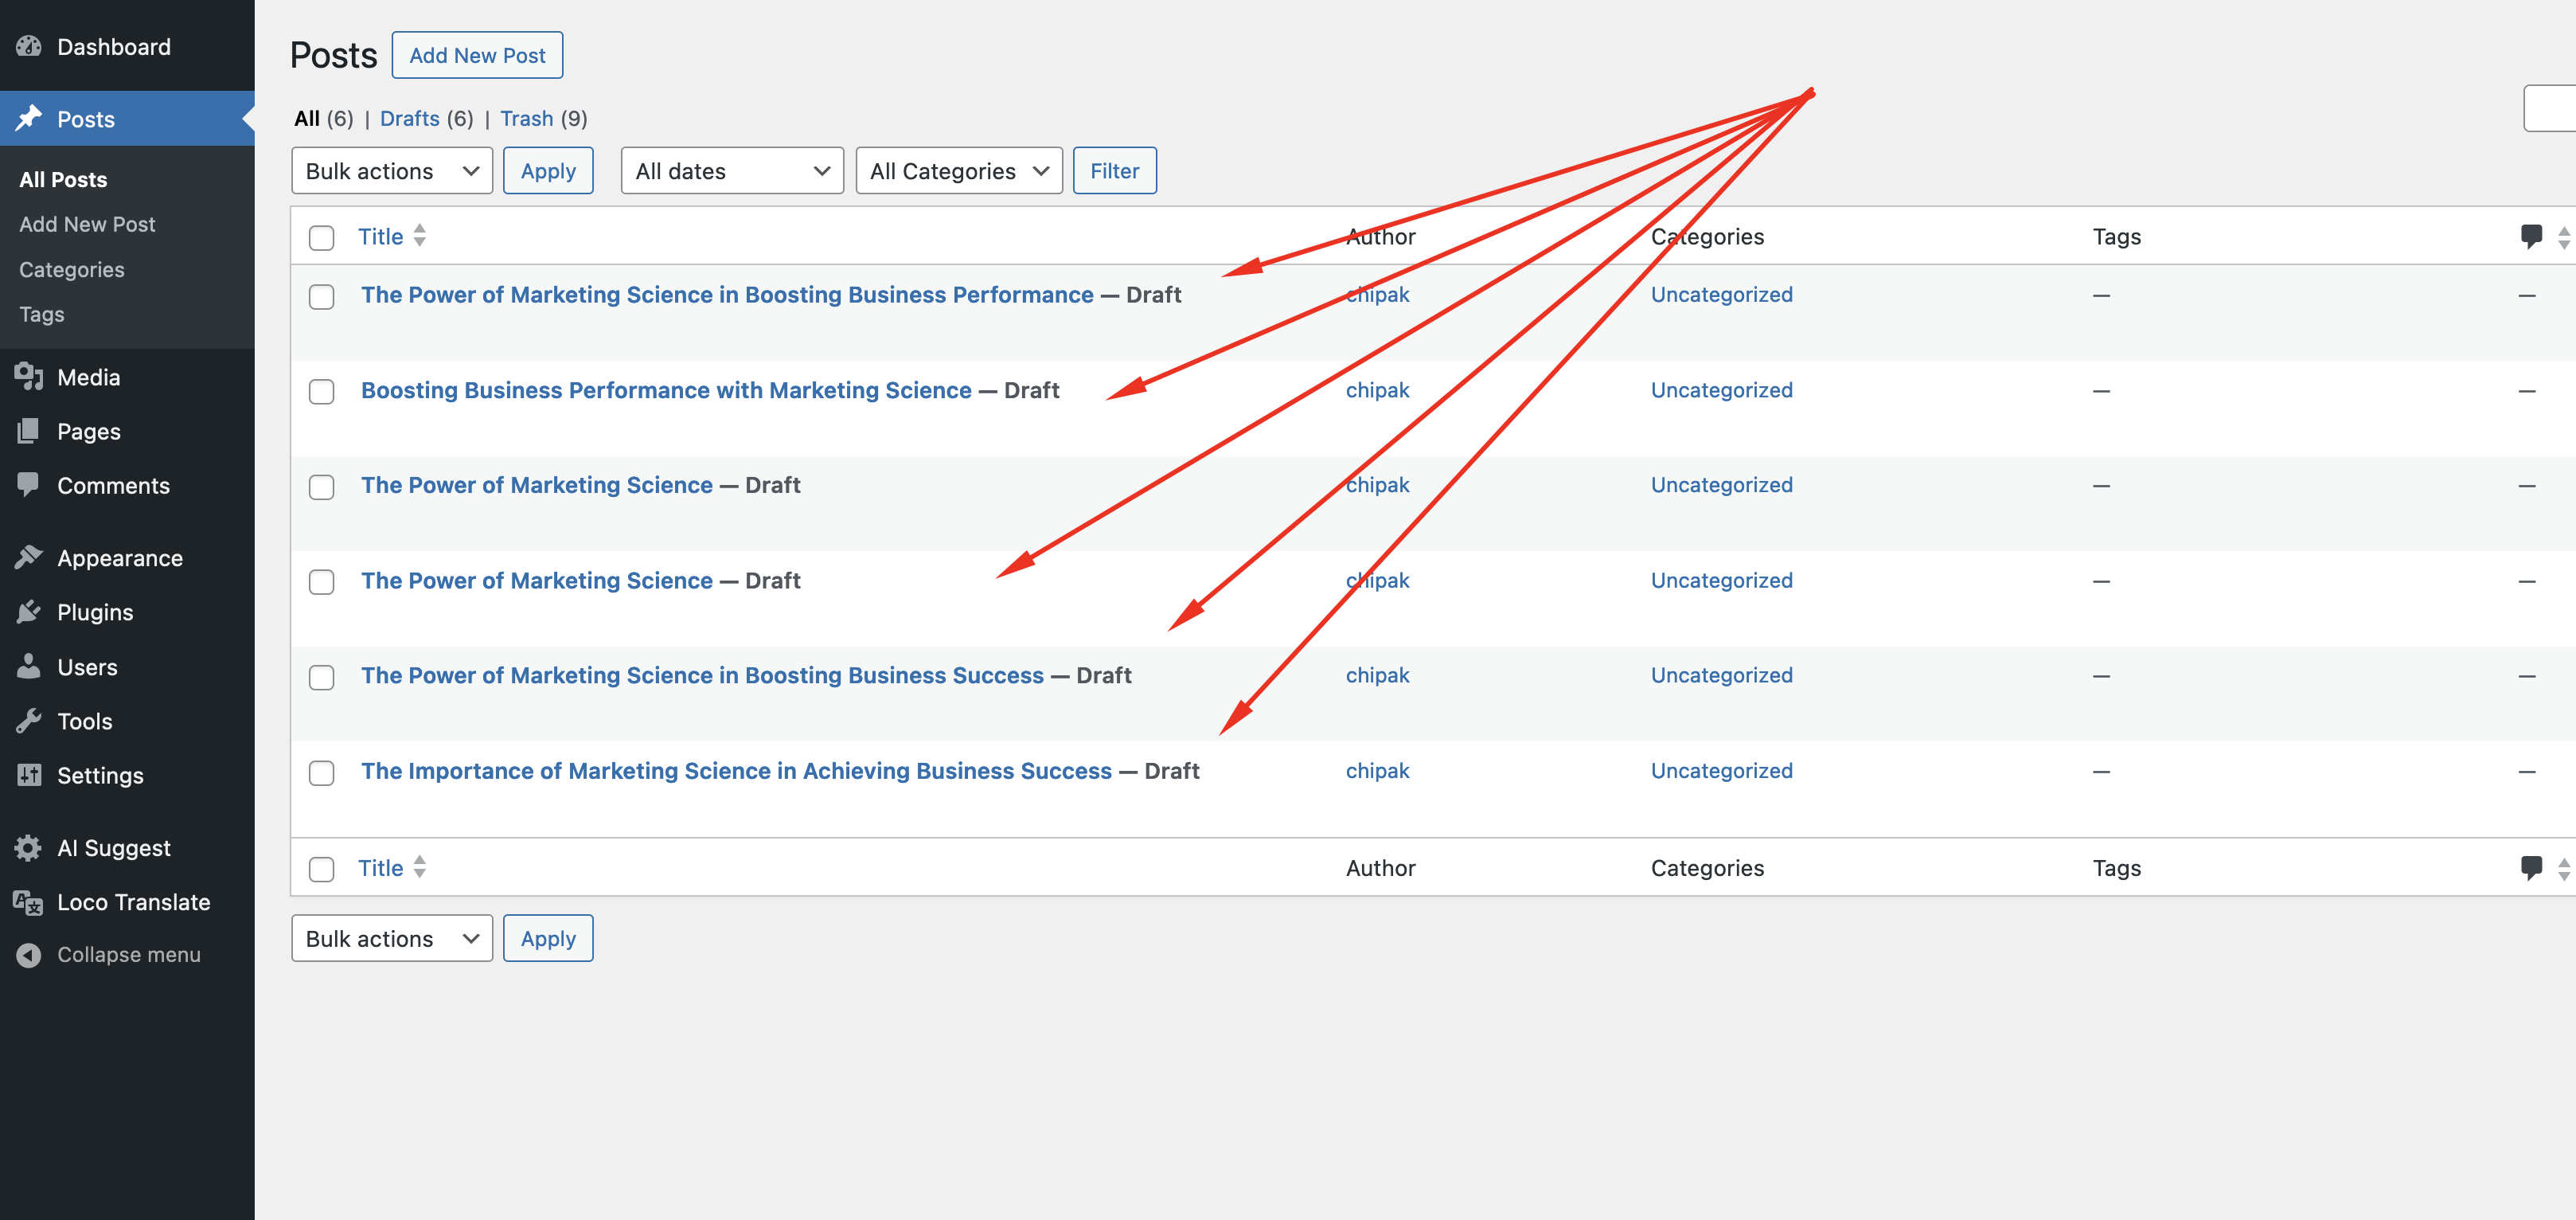 Dashboard
Posts
All Posts
Add New Post
Categories
Tags
Media
Pages
Comments
Appearance
Plugins
Users
Tools
Settings
AI Suggest
Loco Translate
Collapse menu
Posts Add New Post
All (6) | Drafts (6) | Trash (9)
Bulk actions Apply All dates All Categories Filter
Title Author Categories Tags
The Power of Marketing Science in Boosting Business Performance — Draft chipak Uncategorized — —
Boosting Business Performance with Marketing Science — Draft chipak Uncategorized — —
The Power of Marketing Science — Draft chipak Uncategorized — —
The Power of Marketing Science — Draft chipak Uncategorized — —
The Power of Marketing Science in Boosting Business Success — Draft chipak Uncategorized — —
The Importance of Marketing Science in Achieving Business Success — Draft chipak Uncategorized — —
Title Author Categories Tags
Bulk actions Apply